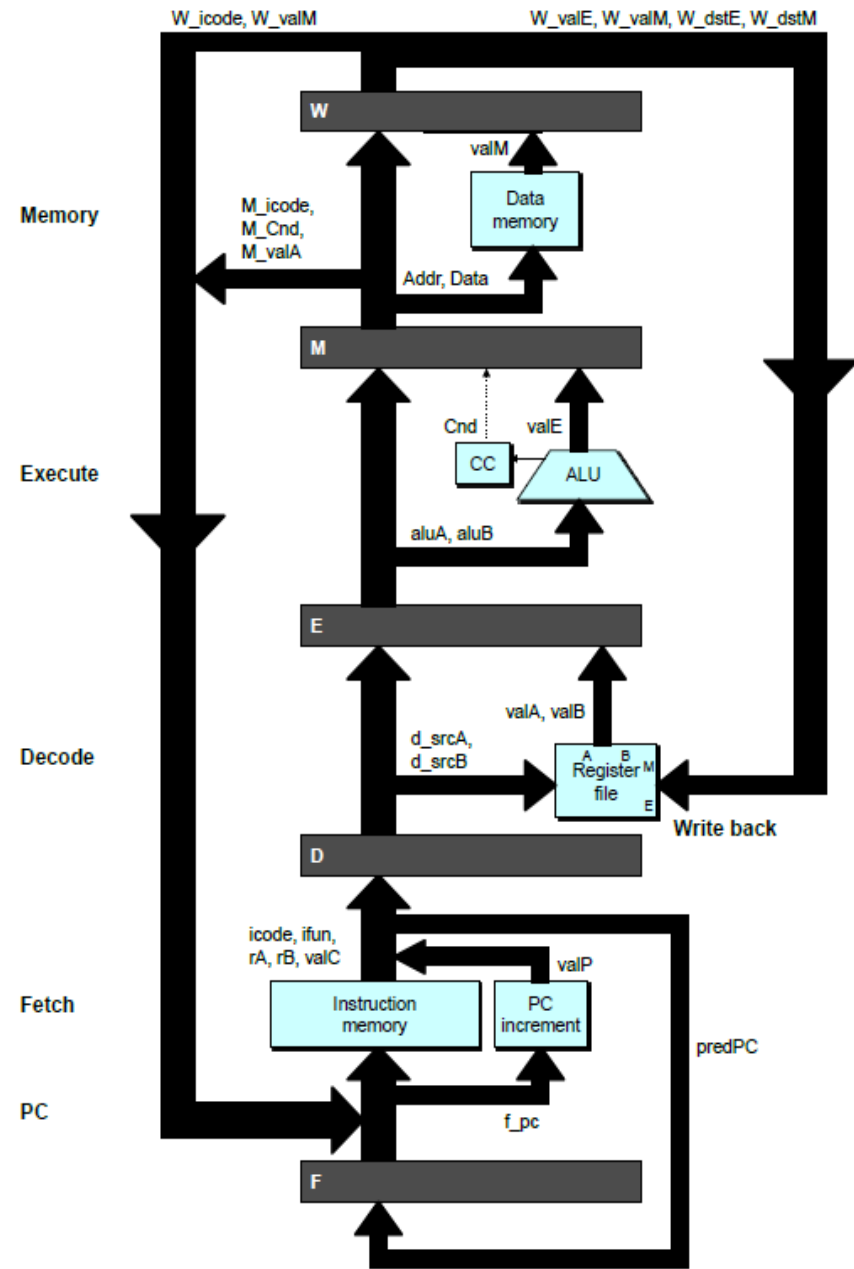 W_icode, W_valM
W_valE, W_valM, W_dstE, W_dstM
W
valM
Memory
Data
memory
M_icode,
M_Cnd,
M_valA
Addr, Data
M
Cnd
valE
Execute
CC
ALU
aluA, aluB
E
valA, valB
Decode
d_srcA,
d_srcB
A
B
Register
file
M
E
Write back
D
icode, ifun,
rA, rB, valC
valP
Fetch
Instruction
memory
PC
increment
predPC
PC
f_pc
F